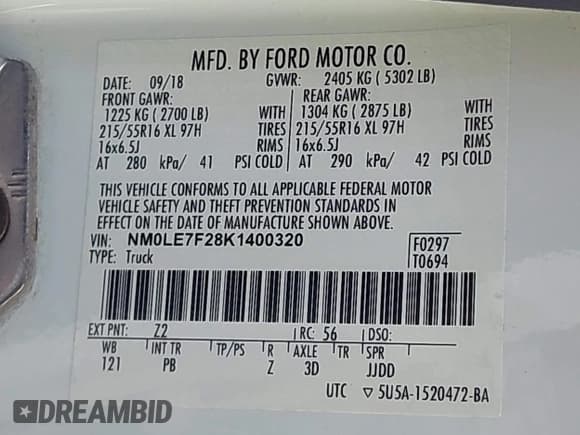 MFD. BY FORD MOTOR CO.
DATE: 09/18 GVWR: 2405 KG ( 5302 LB)
FRONT GAWR: REAR GAWR:
1225 KG ( 2700 LB) WITH 1304 KG ( 2875 LB) WITH
215/55R16 XL 97H TIRES 215/55R16 XL 97H TIRES
16x6.5J RIMS 16x6.5J RIMS
AT 280 kPa/ 41 PSI COLD AT 290 kPa/ 42 PSI COLD
THIS VEHICLE CONFORMS TO ALL APPLICABLE FEDERAL MOTOR
VEHICLE SAFETY AND THEFT PREVENTION STANDARDS IN
EFFECT ON THE DATE OF MANUFACTURE SHOWN ABOVE.
VIN: NM0LE7F28K1400320 F0297
TYPE: Truck T0694
EXT PNT: Z2 RC: 56 DSO:
WB INT TR TP/PS R AXLE TR SPR
121 PB Z 3D JJDD
UTC ▽ 5U5A-1520472-BA
DREAMBID